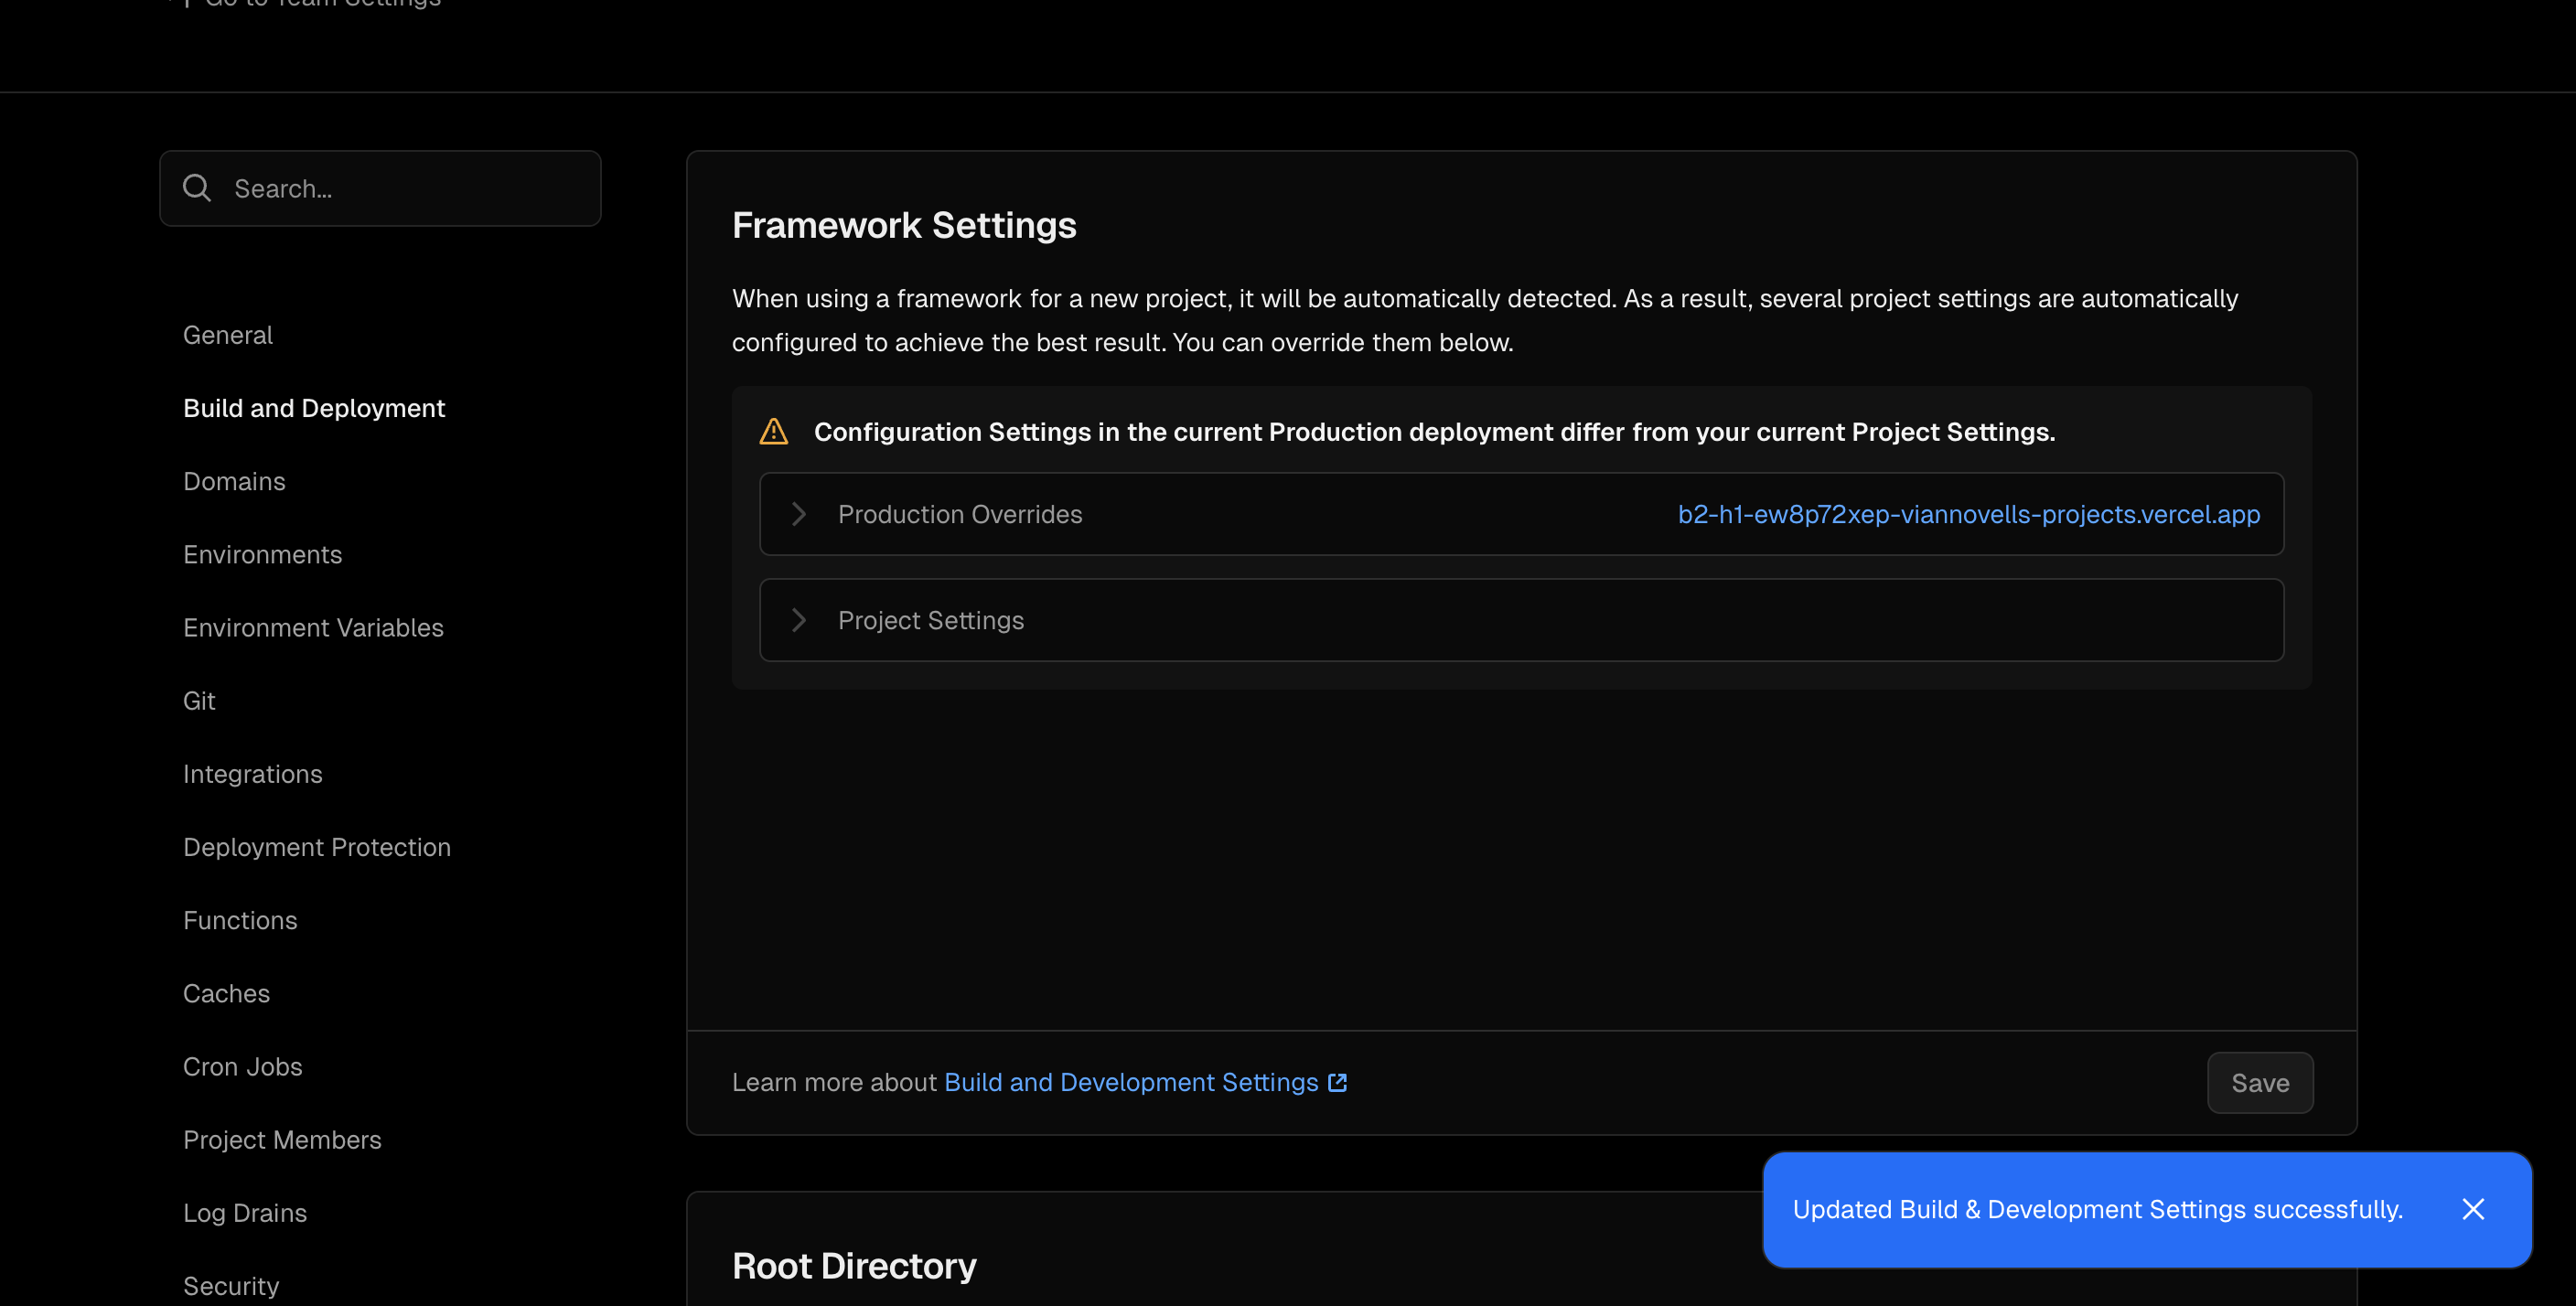 Go to Team Settings
Search...
General
Build and Deployment
Domains
Environments
Environment Variables
Git
Integrations
Deployment Protection
Functions
Caches
Cron Jobs
Project Members
Log Drains
Security
Framework Settings
When using a framework for a new project, it will be automatically detected. As a result, several project settings are automatically
configured to achieve the best result. You can override them below.
Configuration Settings in the current Production deployment differ from your current Project Settings.
Production Overrides
b2-h1-ew8p72xep-viannovells-projects.vercel.app
Project Settings
Learn more about Build and Development Settings
Save
Root Directory
Updated Build & Development Settings successfully.